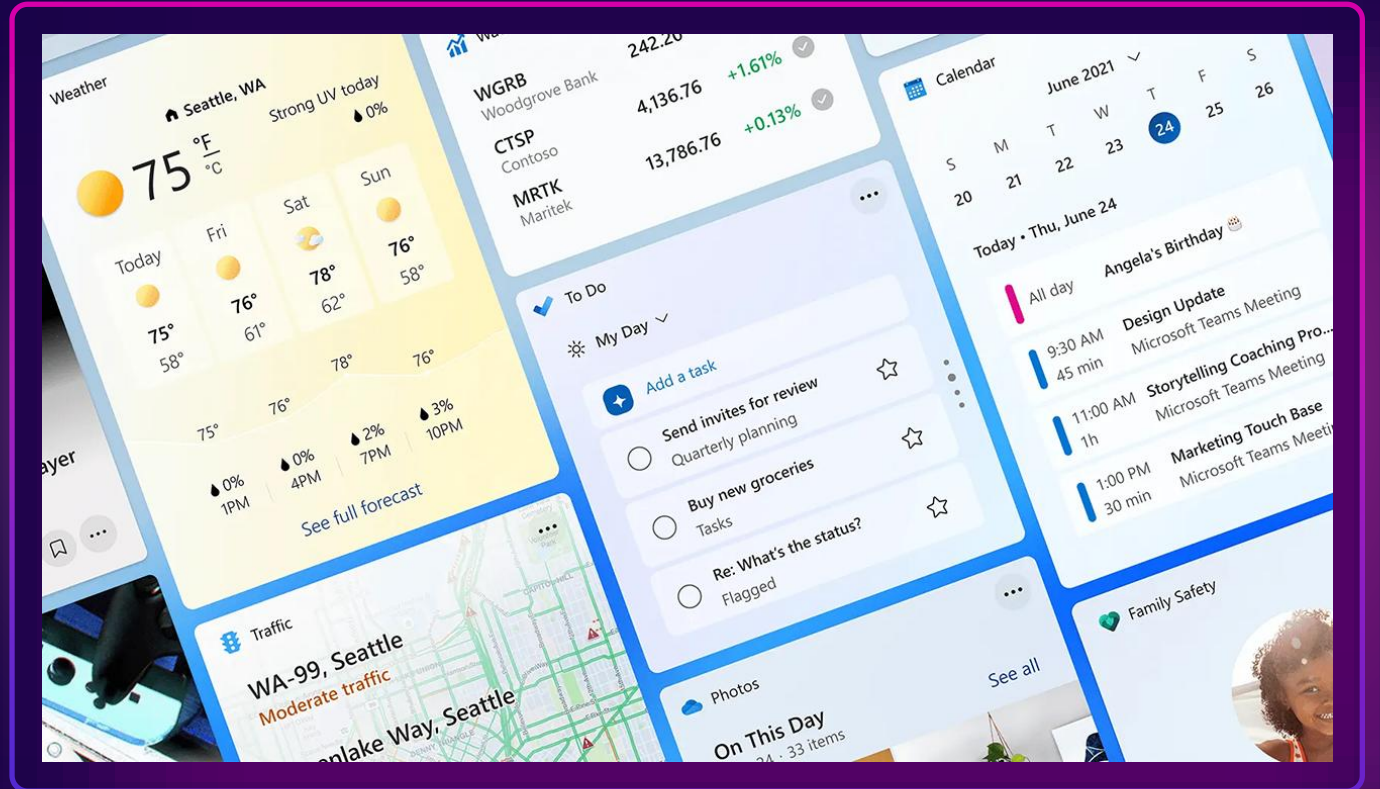 Weather
Seattle, WA
75
°F
°C
Strong UV today
0%
Today
75°
58°
Fri
76°
61°
Sat
78°
62°
Sun
76°
58°
75°
76°
78°
76°
0%
0%
2%
3%
1PM
4PM
7PM
10PM
See full forecast
WGRB
Woodgrove Bank
CTSP
Contoso
4,136.76
+1.61%
MRTK
Maritek
13,786.76
+0.13%
To Do
My Day
Add a task
Send invites for review
Quarterly planning
Buy new groceries
Tasks
Re: What's the status?
Flagged
Calendar
June 2021
S M T W T F S
20 21 22 23 24 25 26
Today • Thu, June 24
All day
Angela's Birthday
9:30 AM
45 min
Design Update
Microsoft Teams Meeting
11:00 AM
1h
Storytelling Coaching Pro...
Microsoft Teams Meeting
1:00 PM
30 min
Marketing Touch Base
Microsoft Teams Meeti
ayer
Traffic
WA-99, Seattle
Moderate traffic
enlake Way, Seattle
Photos
See all
On This Day
24 · 33 items
Family Safety